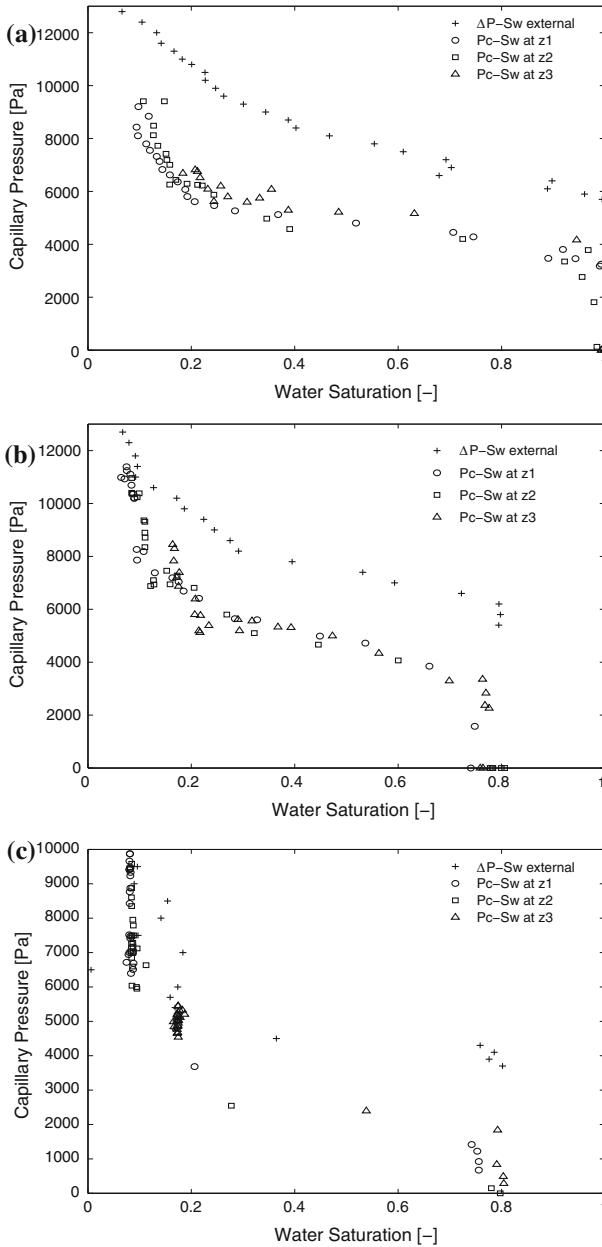 (a)
Capillary Pressure [Pa]
12000
10000
8000
6000
4000
2000
0
0
0.2
0.4
0.6
0.8
1
Water Saturation [-]
ΔP-Sw external
Pc-Sw at z1
Pc-Sw at z2
Pc-Sw at z3
(b)
Capillary Pressure [Pa]
12000
10000
8000
6000
4000
2000
0
0
0.2
0.4
0.6
0.8
1
Water Saturation [-]
ΔP-Sw external
Pc-Sw at z1
Pc-Sw at z2
Pc-Sw at z3
(c)
Capillary Pressure [Pa]
10000
9000
8000
7000
6000
5000
4000
3000
2000
1000
0
0
0.2
0.4
0.6
0.8
1
Water Saturation [-]
ΔP-Sw external
Pc-Sw at z1
Pc-Sw at z2
Pc-Sw at z3